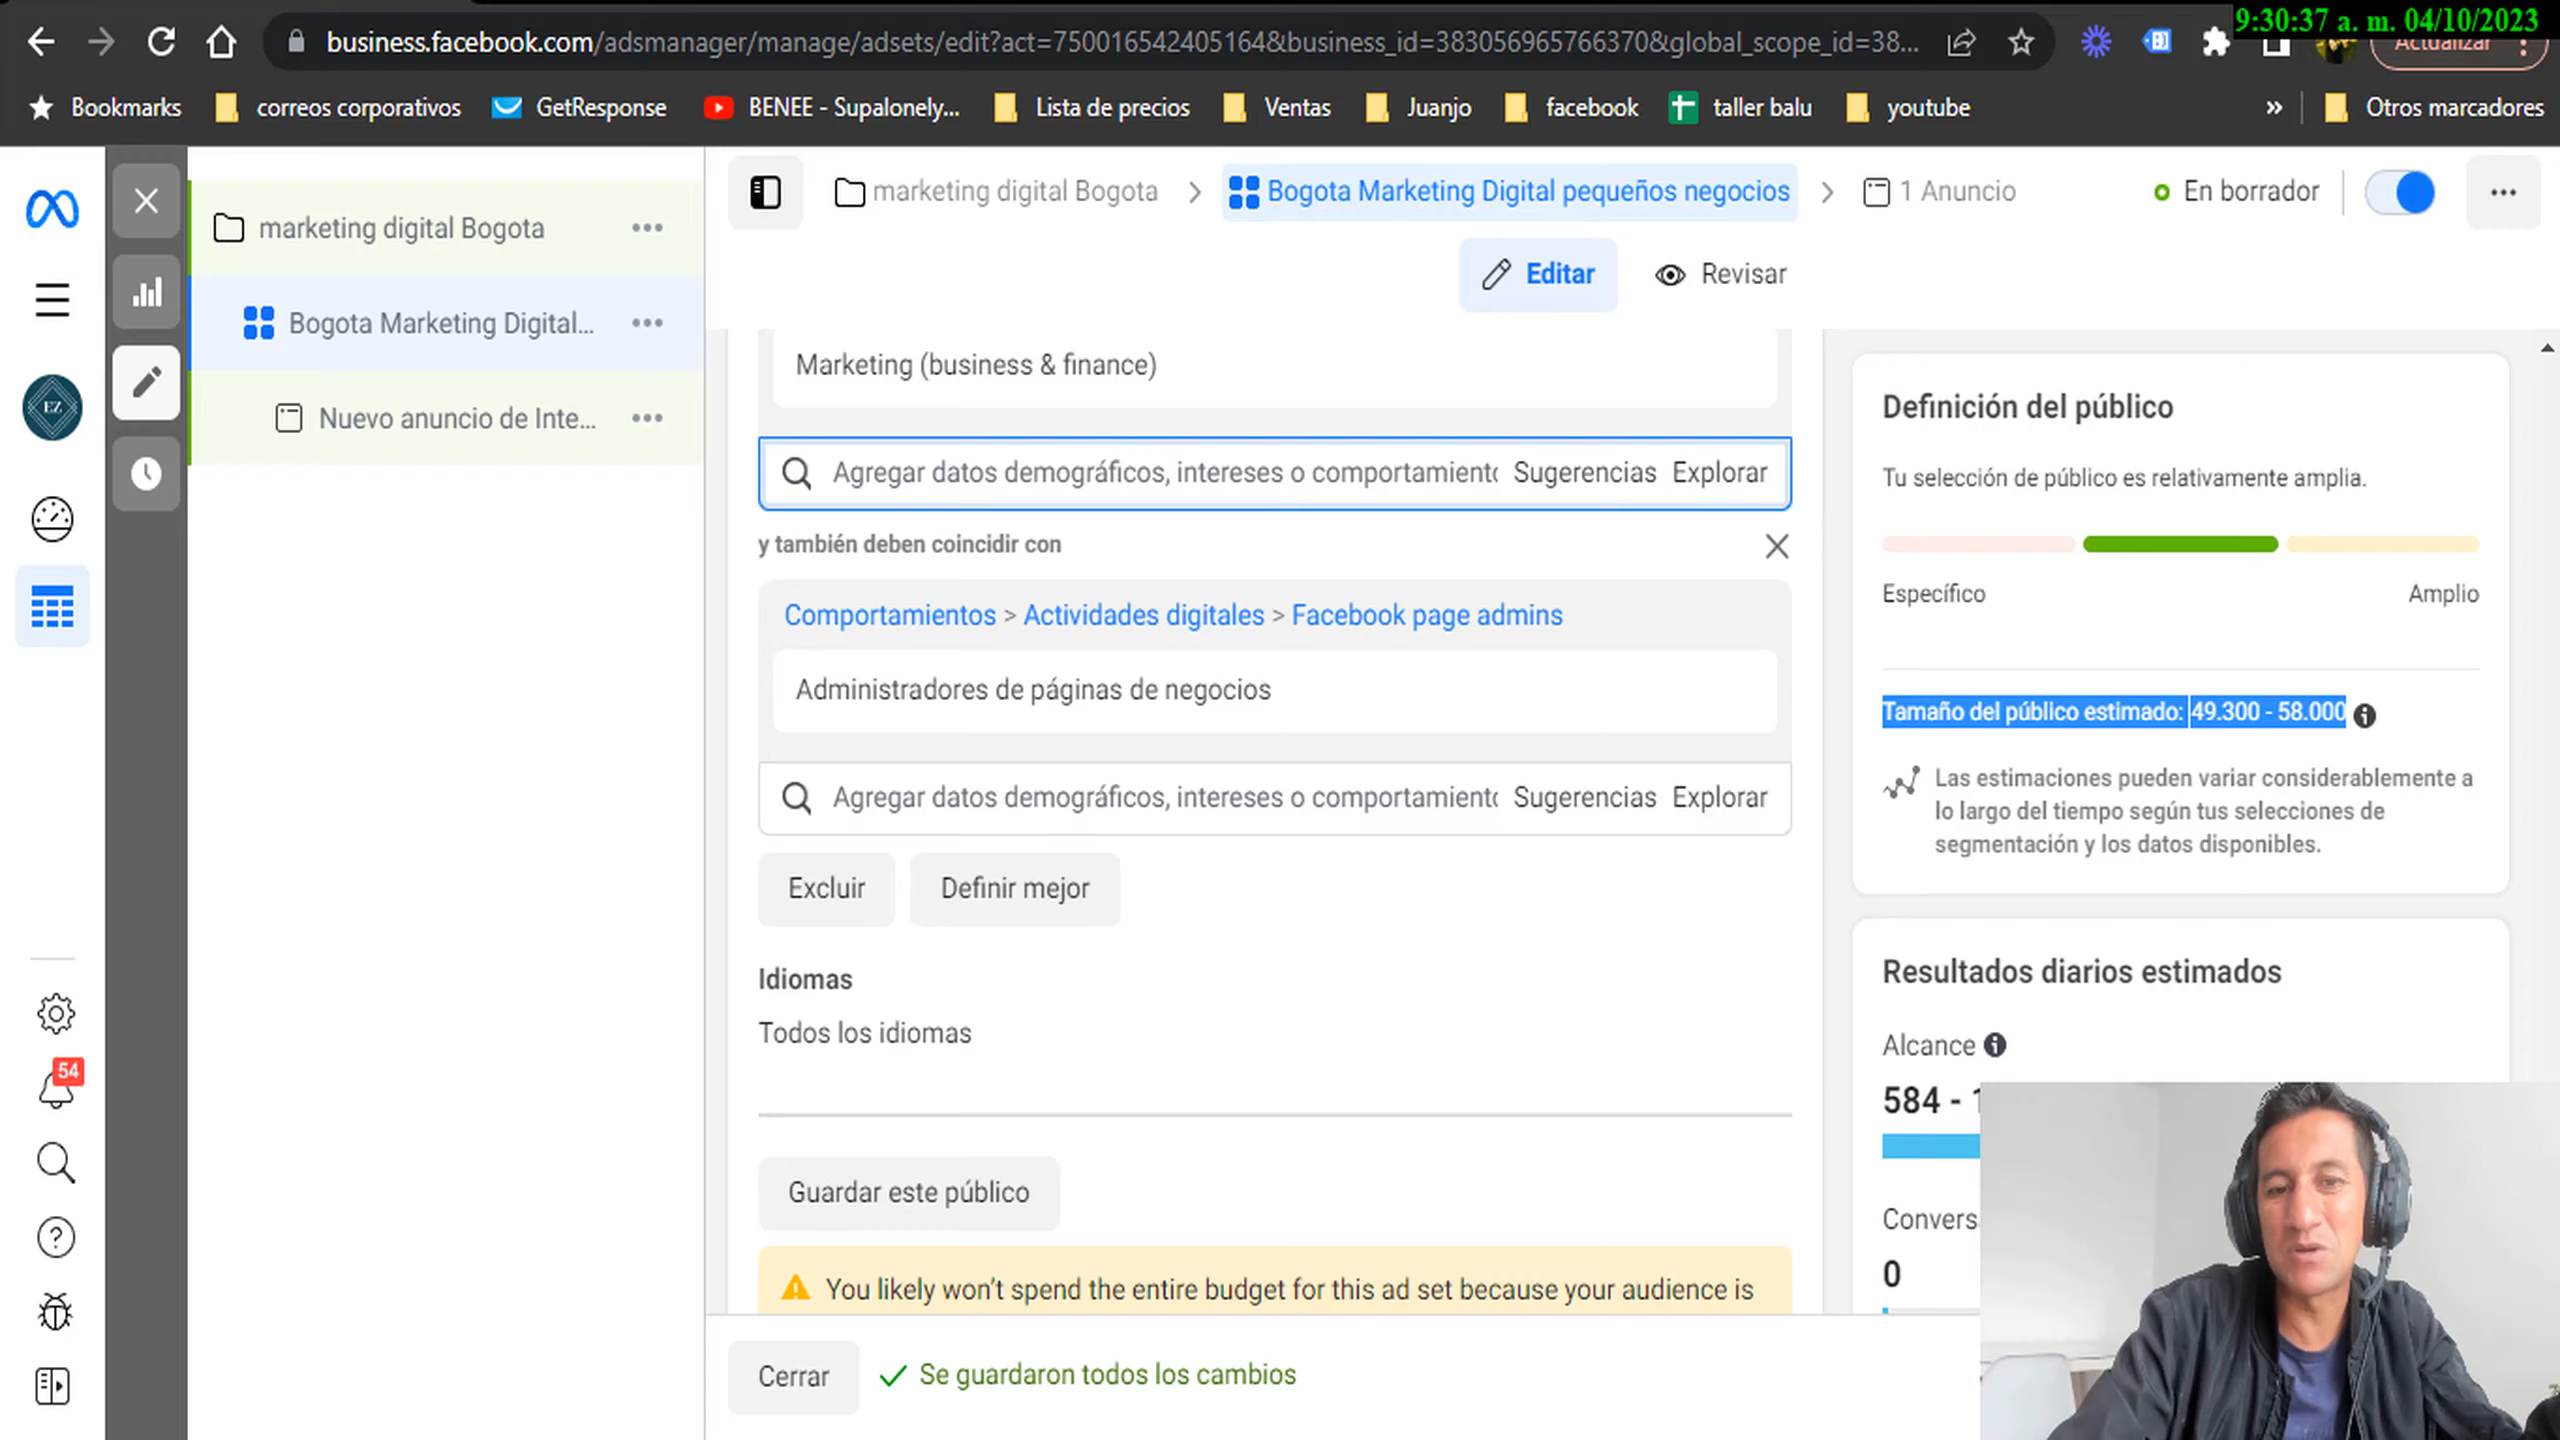 9:30:37 a. m. 04/10/2023
business.facebook.com/adsmanager/manage/adsets/edit?act=750016542405164&business_id=383056965766370&global_scope_id=38...
Actualizar
Bookmarks correos corporativos GetResponse BENEE - Supalonely... Lista de precios Ventas Juanjo facebook taller balu youtube » Otros marcadores
marketing digital Bogota
Bogota Marketing Digital...
Nuevo anuncio de Inte...
EZ
54
marketing digital Bogota > Bogota Marketing Digital pequeños negocios > 1 Anuncio
En borrador
Editar Revisar
Marketing (business & finance)
Agregar datos demográficos, intereses o comportamiento Sugerencias Explorar
y también deben coincidir con
Comportamientos > Actividades digitales > Facebook page admins
Administradores de páginas de negocios
Agregar datos demográficos, intereses o comportamiento Sugerencias Explorar
Excluir Definir mejor
Idiomas
Todos los idiomas
Guardar este público
You likely won't spend the entire budget for this ad set because your audience is
Cerrar Se guardaron todos los cambios
Definición del público
Tu selección de público es relativamente amplia.
Específico Amplio
Tamaño del público estimado: 49.300 - 58.000
Las estimaciones pueden variar considerablemente a
lo largo del tiempo según tus selecciones de
segmentación y los datos disponibles.
Resultados diarios estimados
Alcance
584 - 1
Convers
0